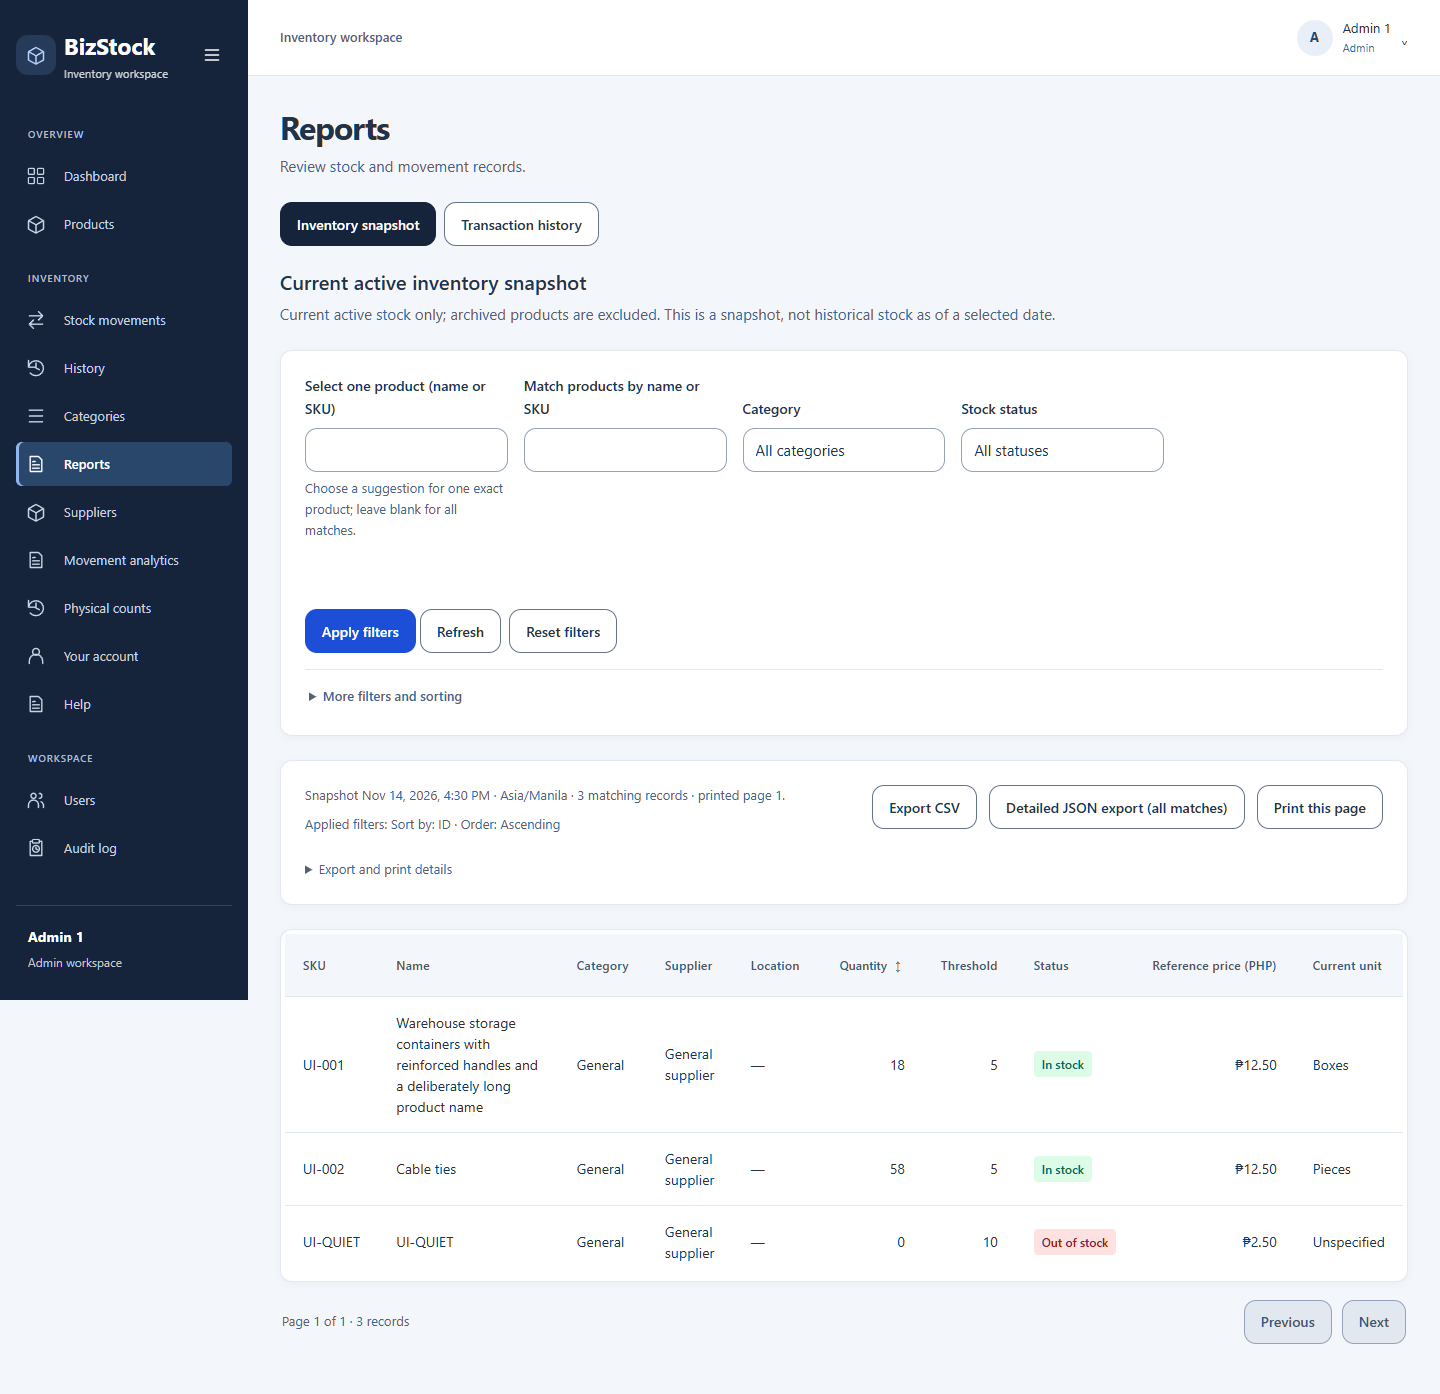 BizStock
Inventory workspace
OVERVIEW
Dashboard
Products
INVENTORY
Stock movements
History
Categories
Reports
Suppliers
Movement analytics
Physical counts
Your account
Help
WORKSPACE
Users
Audit log
Admin 1
Admin workspace
Inventory workspace
A
Admin 1
Admin
Reports
Review stock and movement records.
Inventory snapshot
Transaction history
Current active inventory snapshot
Current active stock only; archived products are excluded. This is a snapshot, not historical stock as of a selected date.
Select one product (name or
SKU)
Match products by name or
SKU
Category
Stock status
All categories
All statuses
Choose a suggestion for one exact
product; leave blank for all
matches.
Apply filters
Refresh
Reset filters
More filters and sorting
Snapshot Nov 14, 2026, 4:30 PM · Asia/Manila · 3 matching records · printed page 1.
Applied filters: Sort by: ID · Order: Ascending
Export CSV
Detailed JSON export (all matches)
Print this page
Export and print details
SKU Name Category Supplier Location Quantity ↕ Threshold Status Reference price (PHP) Current unit
Warehouse storage
containers with
reinforced handles and
a deliberately long
product name
UI-001 General General
supplier — 18 5 In stock ₱12.50 Boxes
UI-002 Cable ties General General
supplier — 58 5 In stock ₱12.50 Pieces
UI-QUIET UI-QUIET General General
supplier — 0 10 Out of stock ₱2.50 Unspecified
Page 1 of 1 · 3 records
Previous
Next